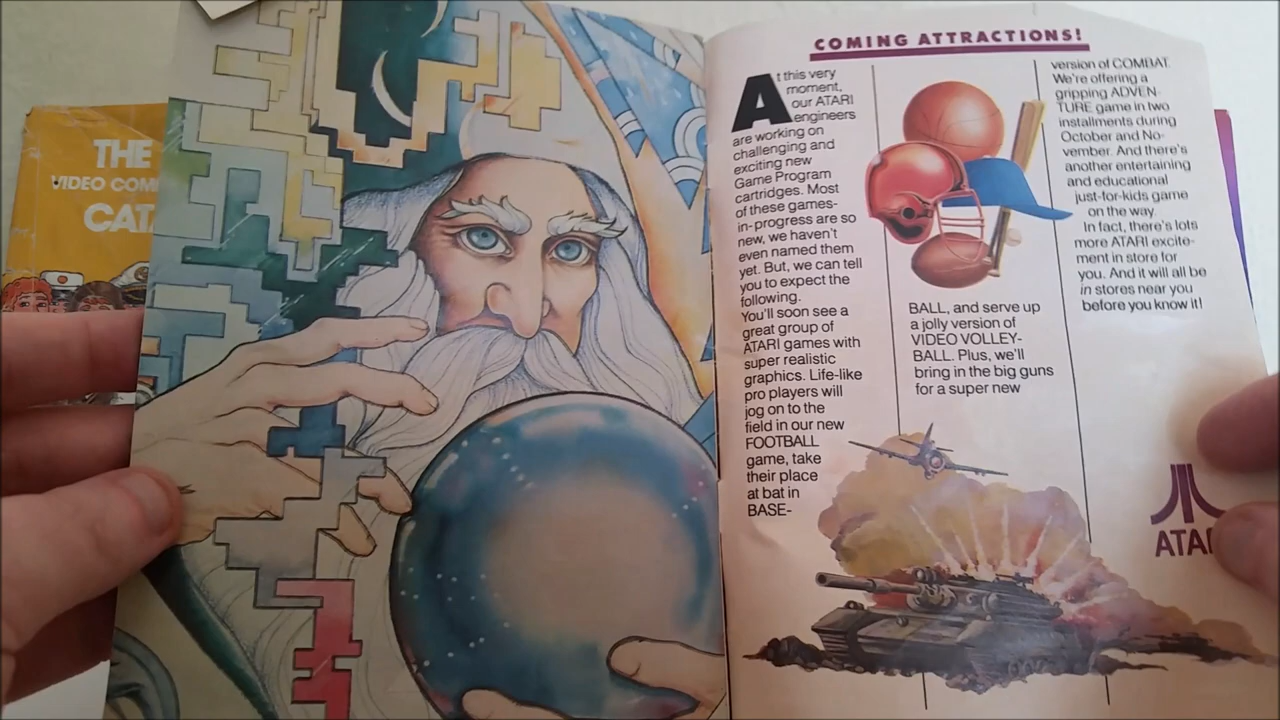 THE
VIDEO COM
CAT
COMING ATTRACTIONS!
At this very
moment,
our ATARI
engineers
are working on
challenging and
exciting new
Game Program
cartridges. Most
of these games-
in-progress are so
new, we haven't
even named them
yet. But, we can tell
you to expect the
following.
You'll soon see a
great group of
ATARI games with
super realistic
graphics. Life-like
pro players will
jog on to the
field in our new
FOOTBALL
game, take
their place
at bat in
BASE-
BALL, and serve up
a jolly version of
VIDEO VOLLEY-
BALL. Plus, we'll
bring in the big guns
for a super new
version of COMBAT.
We're offering a
gripping ADVEN-
TURE game in two
installments during
October and No-
vember. And there's
another entertaining
and educational
just-for-kids game
on the way.
In fact, there's lots
more ATARI excite-
ment in store for
you. And it will all be
in stores near you
before you know it!
ATAR